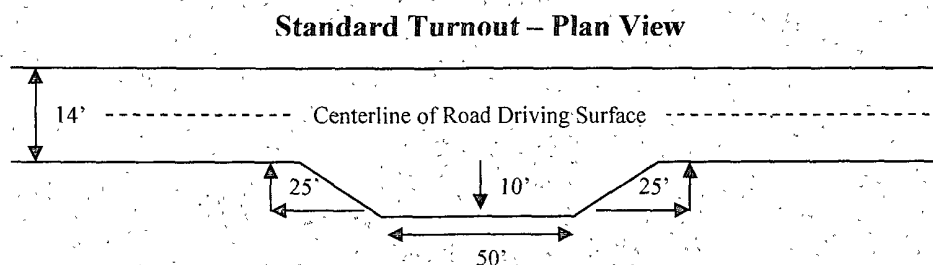 Standard Turnout – Plan View
14'
Centerline of Road Driving Surface
25'
10'
25'
50'